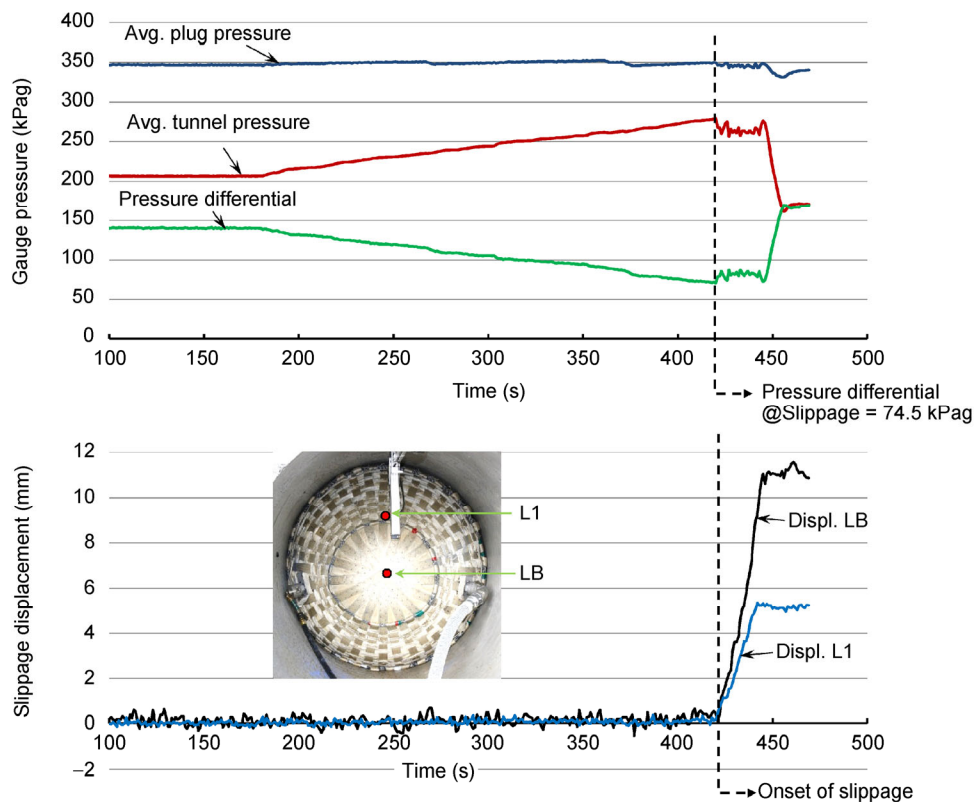 400
350
300
250
200
150
100
50
0
Gauge pressure (kPag)
Avg. plug pressure
Avg. tunnel pressure
Pressure differential
100
150
200
250
300
350
400
450
500
Time (s)
Pressure differential
@Slippage = 74.5 kPag
12
10
8
6
4
2
0
−2
Slippage displacement (mm)
L1
LB
Displ. LB
Displ. L1
100
150
200
250
300
350
400
450
500
Time (s)
Onset of slippage